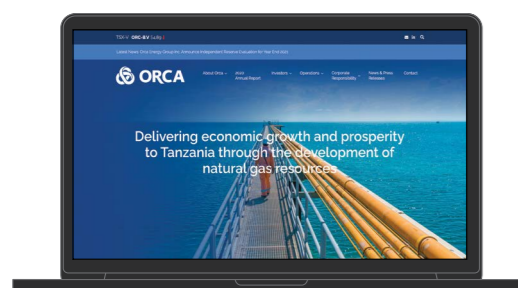 TSX-V ORC.B:V
Latest News: Orca Energy Group Inc. Announces Independent Reserve Evaluation for Year End
ORCA
About Orca
Annual Report
Investors
Operations
Corporate
Responsibility
News & Press
Releases
Contact
Delivering economic growth and prosperity
to Tanzania through the development of
natural gas resources